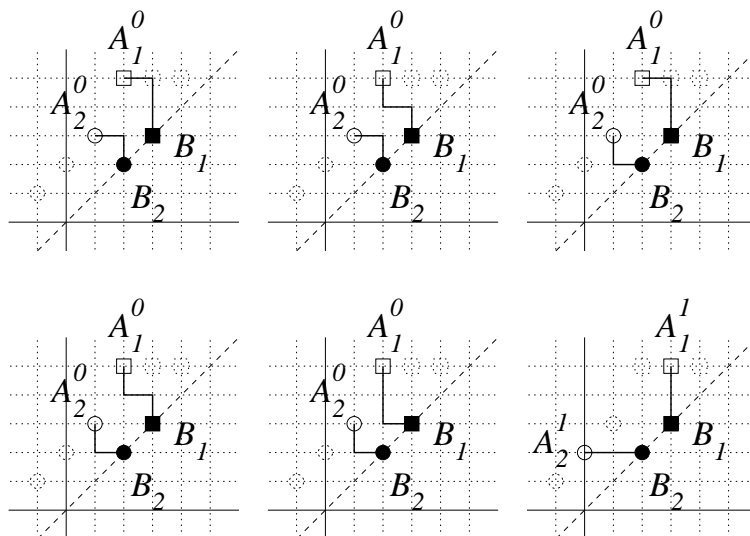 A_1^0 A_1^0 A_1^0
A_2^0 A_2^0 A_2^0
B_1 B_1 B_1
B_2 B_2 B_2
A_1^0 A_1^0 A_1^1
A_2^0 A_2^0 A_2^1
B_1 B_1 B_1
B_2 B_2 B_2